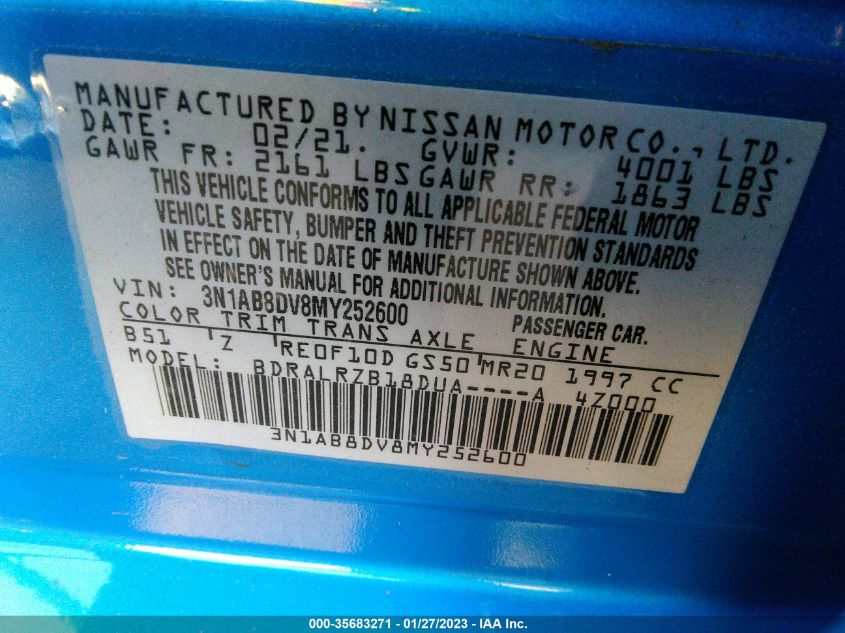 MANUFACTURED BY NISSAN MOTOR CO., LTD.
DATE: 02/21. GVWR: 4001 LBS
GAWR FR: 2161 LBS GAWR RR: 1863 LBS
THIS VEHICLE CONFORMS TO ALL APPLICABLE FEDERAL MOTOR
VEHICLE SAFETY, BUMPER AND THEFT PREVENTION STANDARDS
IN EFFECT ON THE DATE OF MANUFACTURE SHOWN ABOVE.
SEE OWNER'S MANUAL FOR ADDITIONAL INFORMATION.
VIN: 3N1AB8DV8MY252600 PASSENGER CAR.
COLOR TRIM TRANS AXLE ENGINE
B51 Z RE0F10D GS50 MR20 1997 CC
MODEL: BDRALRZB18DUA----A 4Z000
3N1AB8DV8MY252600
000-35683271 - 01/27/2023 - IAA Inc.